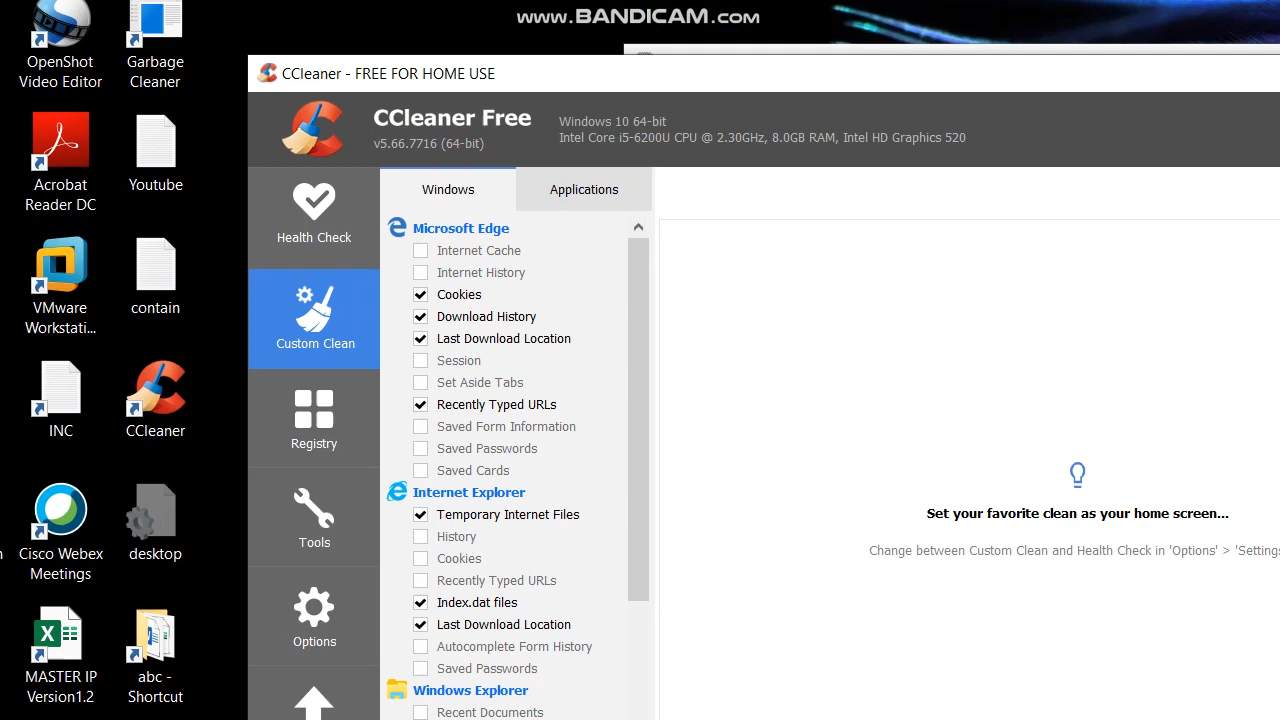 www.BANDICAM.com
OpenShot
Video Editor
Garbage
Cleaner
Acrobat
Reader DC
Youtube
VMware
Workstati...
contain
INC
CCleaner
Cisco Webex
Meetings
desktop
MASTER IP
Version1.2
abc -
Shortcut
CCleaner - FREE FOR HOME USE
CCleaner Free
v5.66.7716 (64-bit)
Windows 10 64-bit
Intel Core i5-6200U CPU @ 2.30GHz, 8.0GB RAM, Intel HD Graphics 520
Health Check
Custom Clean
Registry
Tools
Options
Windows
Applications
Microsoft Edge
Internet Cache
Internet History
Cookies
Download History
Last Download Location
Session
Set Aside Tabs
Recently Typed URLs
Saved Form Information
Saved Passwords
Saved Cards
Internet Explorer
Temporary Internet Files
History
Cookies
Recently Typed URLs
Index.dat files
Last Download Location
Autocomplete Form History
Saved Passwords
Windows Explorer
Recent Documents
Set your favorite clean as your home screen...
Change between Custom Clean and Health Check in 'Options' > 'Settings